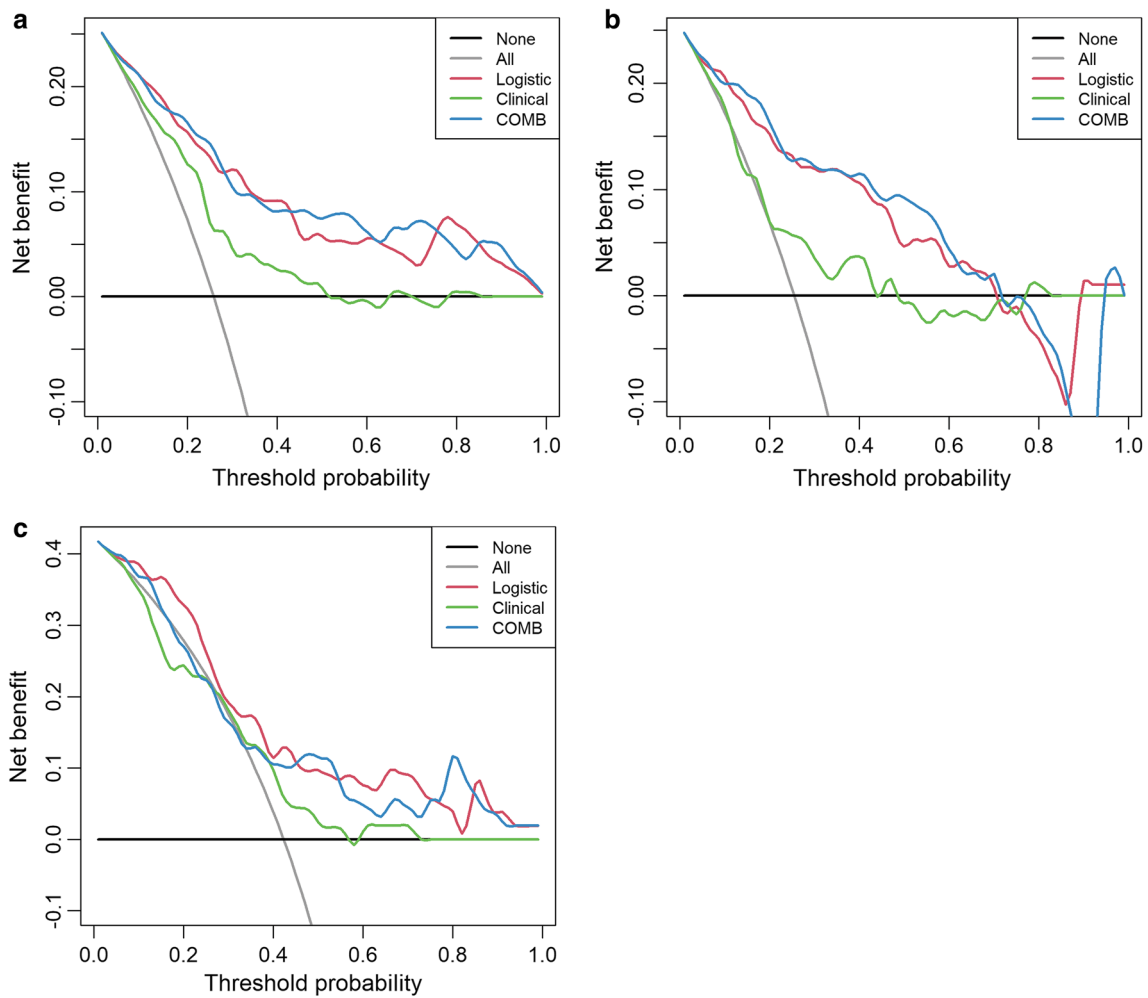 a
None
All
Logistic
Clinical
COMB
Net benefit
0.20
0.10
0.00
-0.10
0.0 0.2 0.4 0.6 0.8 1.0
Threshold probability
b
None
All
Logistic
Clinical
COMB
Net benefit
0.20
0.10
0.00
-0.10
0.0 0.2 0.4 0.6 0.8 1.0
Threshold probability
c
None
All
Logistic
Clinical
COMB
Net benefit
0.4
0.3
0.2
0.1
0.0
-0.1
0.0 0.2 0.4 0.6 0.8 1.0
Threshold probability